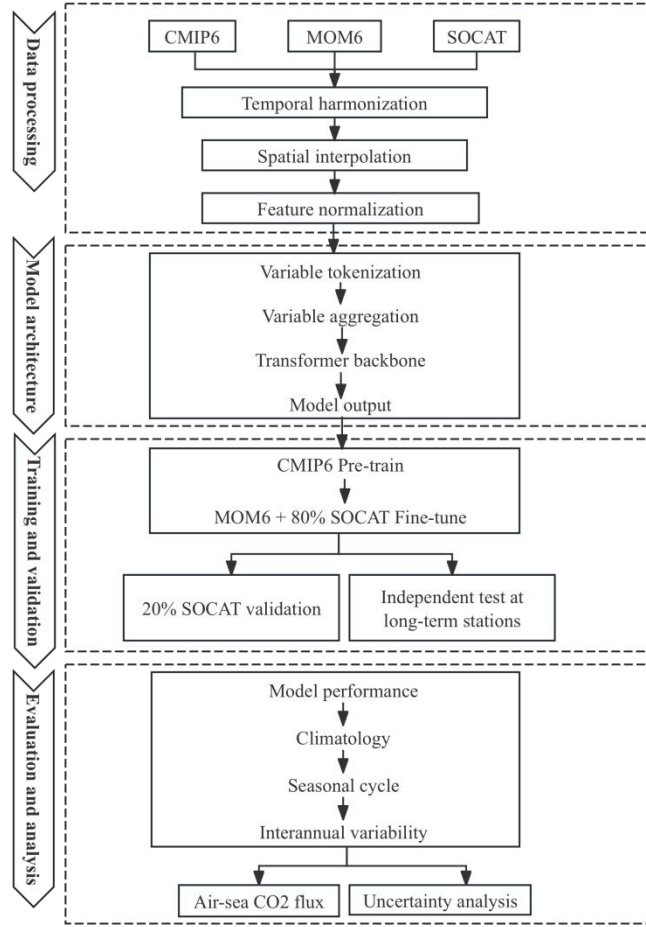 Data processing
CMIP6
MOM6
SOCAT
Temporal harmonization
Spatial interpolation
Feature normalization
Model architecture
Variable tokenization
Variable aggregation
Transformer backbone
Model output
Training and validation
CMIP6 Pre-train
MOM6 + 80% SOCAT Fine-tune
20% SOCAT validation
Independent test at
long-term stations
Evaluation and analysis
Model performance
Climatology
Seasonal cycle
Interannual variability
Air-sea CO2 flux
Uncertainty analysis